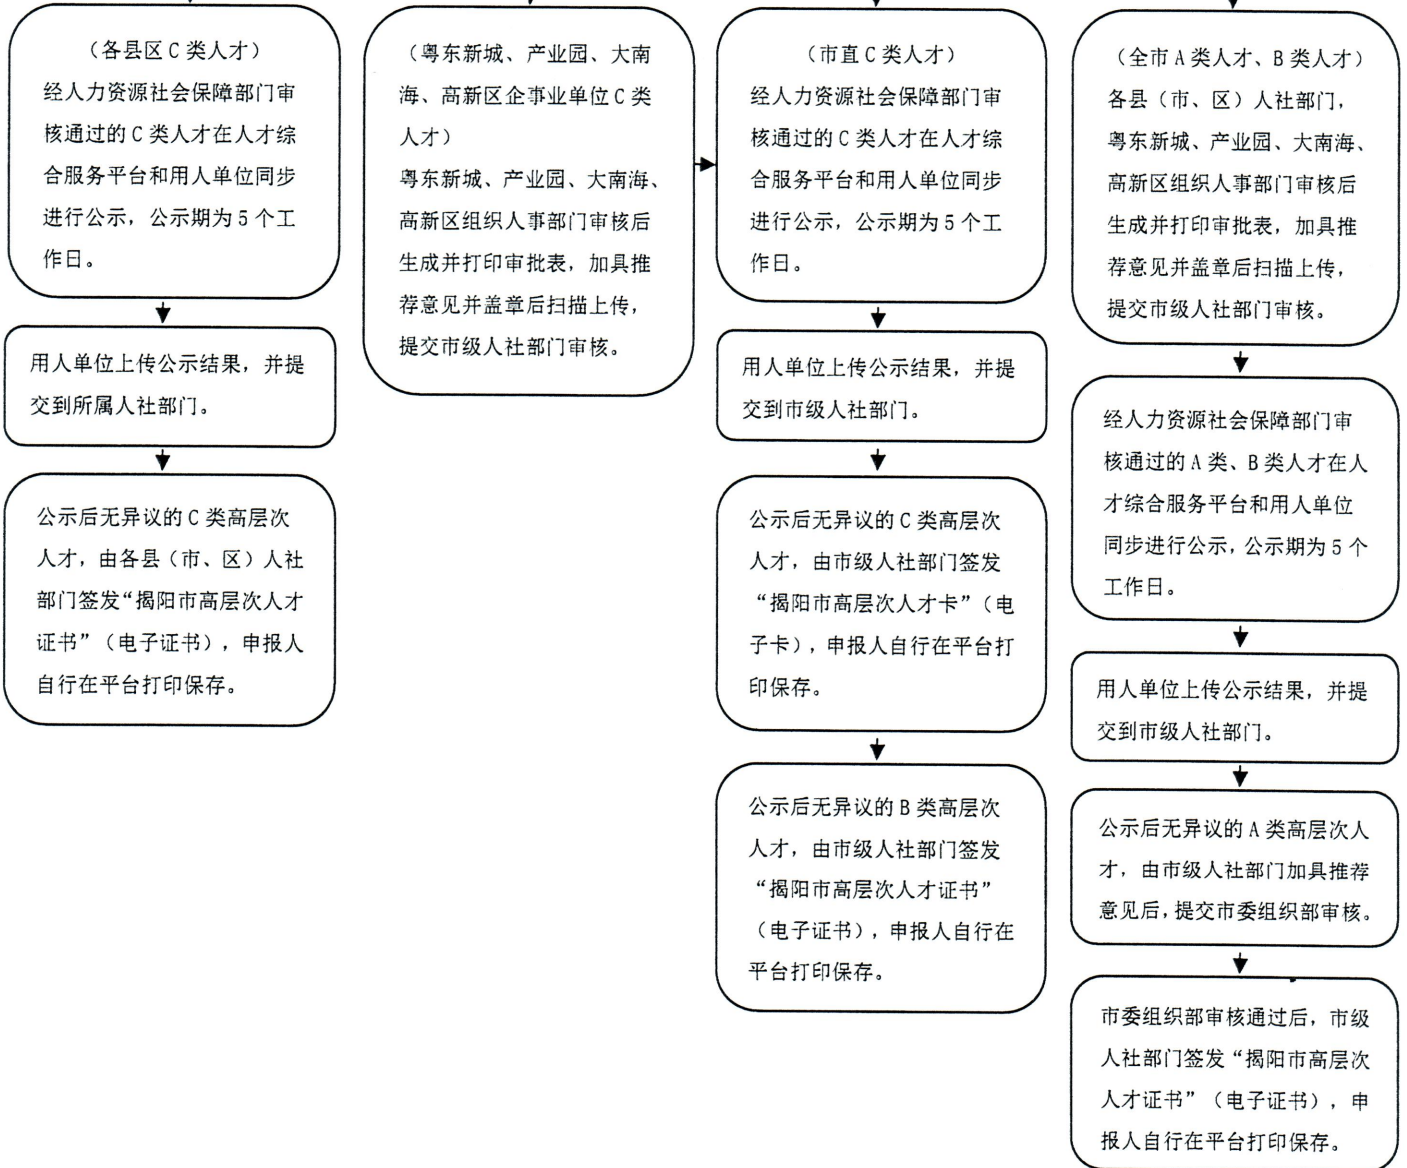 （各县区 C 类人才）
经人力资源社会保障部门审
核通过的 C 类人才在人才综
合服务平台和用人单位同步
进行公示，公示期为 5 个工
作日。
用人单位上传公示结果，并提
交到所属人社部门。
公示后无异议的 C 类高层次
人才，由各县（市、区）人社
部门签发“揭阳市高层次人才
证书”（电子证书），申报人
自行在平台打印保存。
（粤东新城、产业园、大南
海、高新区企事业单位 C 类
人才）
粤东新城、产业园、大南海、
高新区组织人事部门审核后
生成并打印审批表，加具推
荐意见并盖章后扫描上传，
提交市级人社部门审核。
（市直 C 类人才）
经人力资源社会保障部门审
核通过的 C 类人才在人才综
合服务平台和用人单位同步
进行公示，公示期为 5 个工
作日。
用人单位上传公示结果，并提
交到市级人社部门。
公示后无异议的 C 类高层次
人才，由市级人社部门签发
“揭阳市高层次人才卡”（电
子卡），申报人自行在平台打
印保存。
公示后无异议的 B 类高层次
人才，由市级人社部门签发
“揭阳市高层次人才证书”
（电子证书），申报人自行在
平台打印保存。
（全市 A 类人才、B 类人才）
各县（市、区）人社部门，
粤东新城、产业园、大南海、
高新区组织人事部门审核后
生成并打印审批表，加具推
荐意见并盖章后扫描上传，
提交市级人社部门审核。
经人力资源社会保障部门审
核通过的 A 类、B 类人才在人
才综合服务平台和用人单位
同步进行公示，公示期为 5 个
工作日。
用人单位上传公示结果，并提
交到市级人社部门。
公示后无异议的 A 类高层次人
才，由市级人社部门加具推荐
意见后，提交市委组织部审核。
市委组织部审核通过后，市级
人社部门签发“揭阳市高层次
人才证书”（电子证书），申
报人自行在平台打印保存。